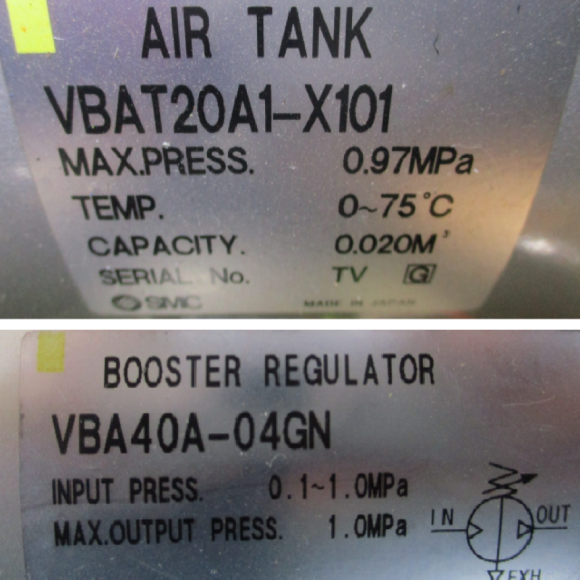 AIR TANK
VBAT20A1-X101
MAX.PRESS. 0.97MPa
TEMP. 0~75°C
CAPACITY. 0.020M³
SERIAL No. TV G
SMC MADE IN JAPAN
BOOSTER REGULATOR
VBA40A-04GN
INPUT PRESS. 0.1~1.0MPa
MAX.OUTPUT PRESS. 1.0MPa
IN OUT
EXH